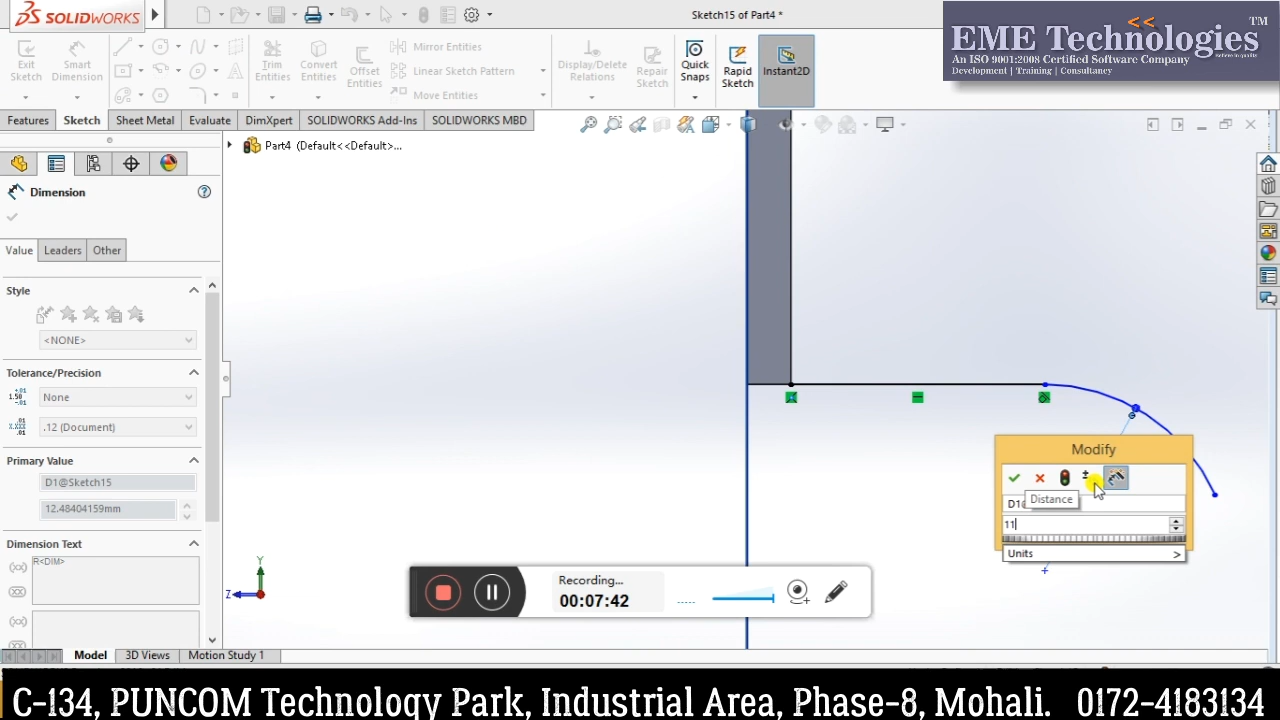 SOLIDWORKS
Sketch15 of Part4 *
<<
EME Technologies
TM
An ISO 9001:2008 Certified Software Company
Believe in quality
Development | Training | Consultancy
Exit
Sketch
Smart
Dimension
Trim
Entities
Convert
Entities
Offset
Entities
Mirror Entities
Linear Sketch Pattern
Move Entities
Display/Delete
Relations
Repair
Sketch
Quick
Snaps
Rapid
Sketch
Instant2D
Features
Sketch
Sheet Metal
Evaluate
DimXpert
SOLIDWORKS Add-Ins
SOLIDWORKS MBD
Part4 (Default<<Default>...
Dimension
Value
Leaders
Other
Style
<NONE>
Tolerance/Precision
None
.12 (Document)
Primary Value
D1@Sketch15
12.48404159mm
Dimension Text
R<DIM>
Modify
Distance
D1
11
Units
>
Y
Z
Recording...
00:07:42
Model
3D Views
Motion Study 1
C-134, PUNCOM Technology Park, Industrial Area, Phase-8, Mohali. 0172-4183134